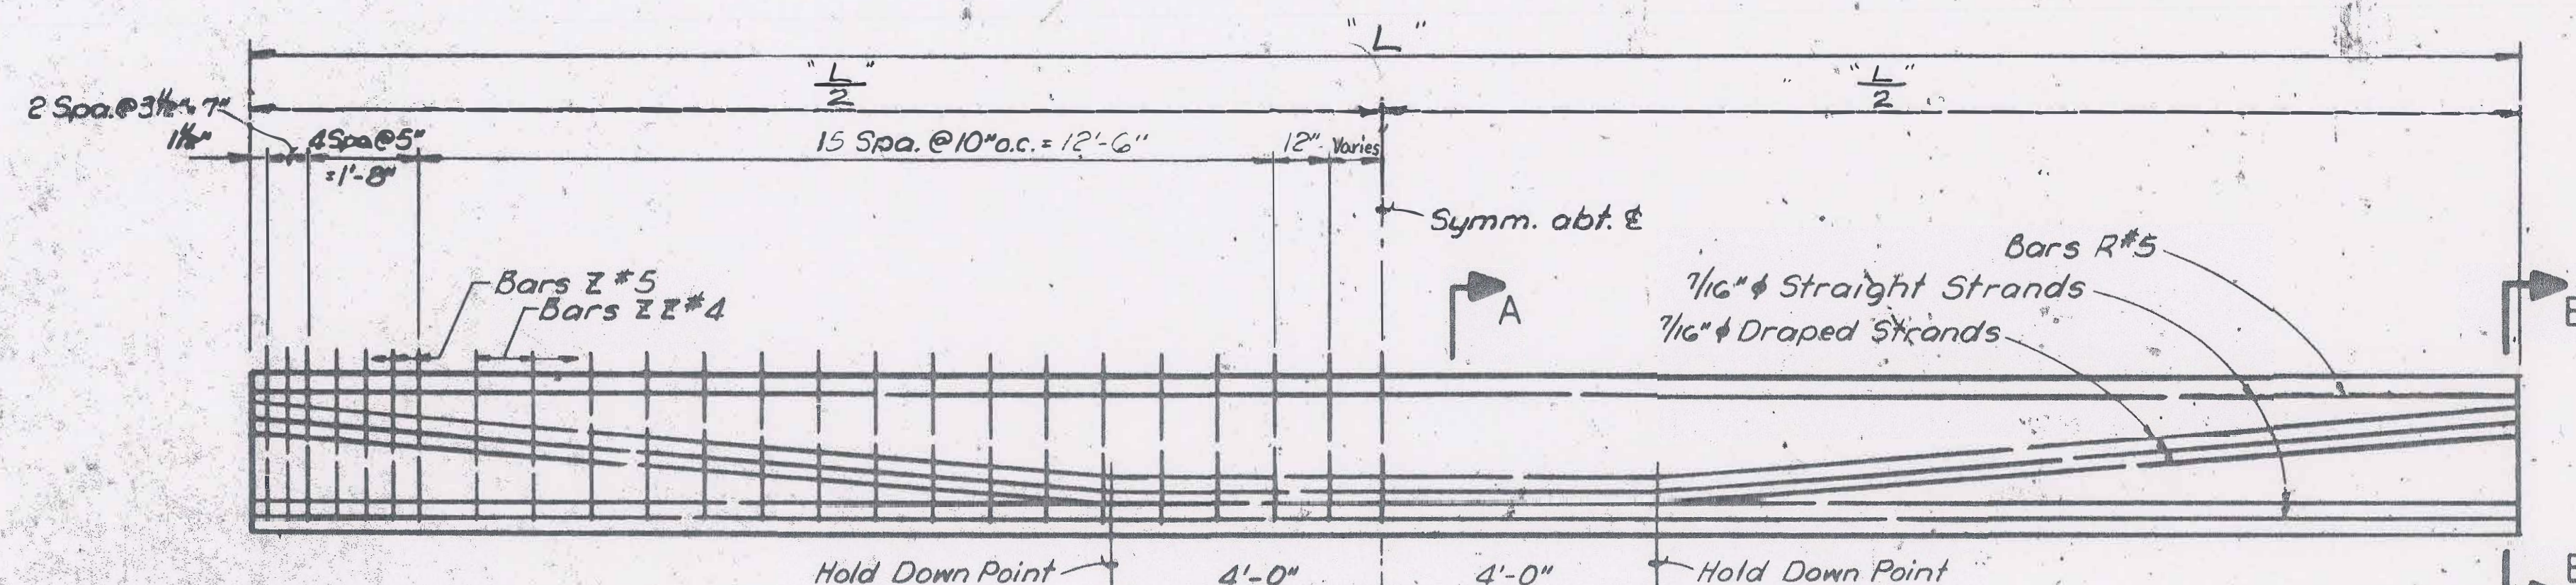 "L"
"L/2"
"L/2"
2 Spa.@3½"= 7"
1½"
4 Spa@5"
=1'-8"
15 Spa. @10"o.c. = 12'-6"
12"
Varies
Symm. abt. ℄
Bars Z #5
Bars ZZ #4
A
Bars R #5
7/16" ϕ Straight Strands
7/16" ϕ Draped Strands
Hold Down Point
4'-0"
4'-0"
Hold Down Point